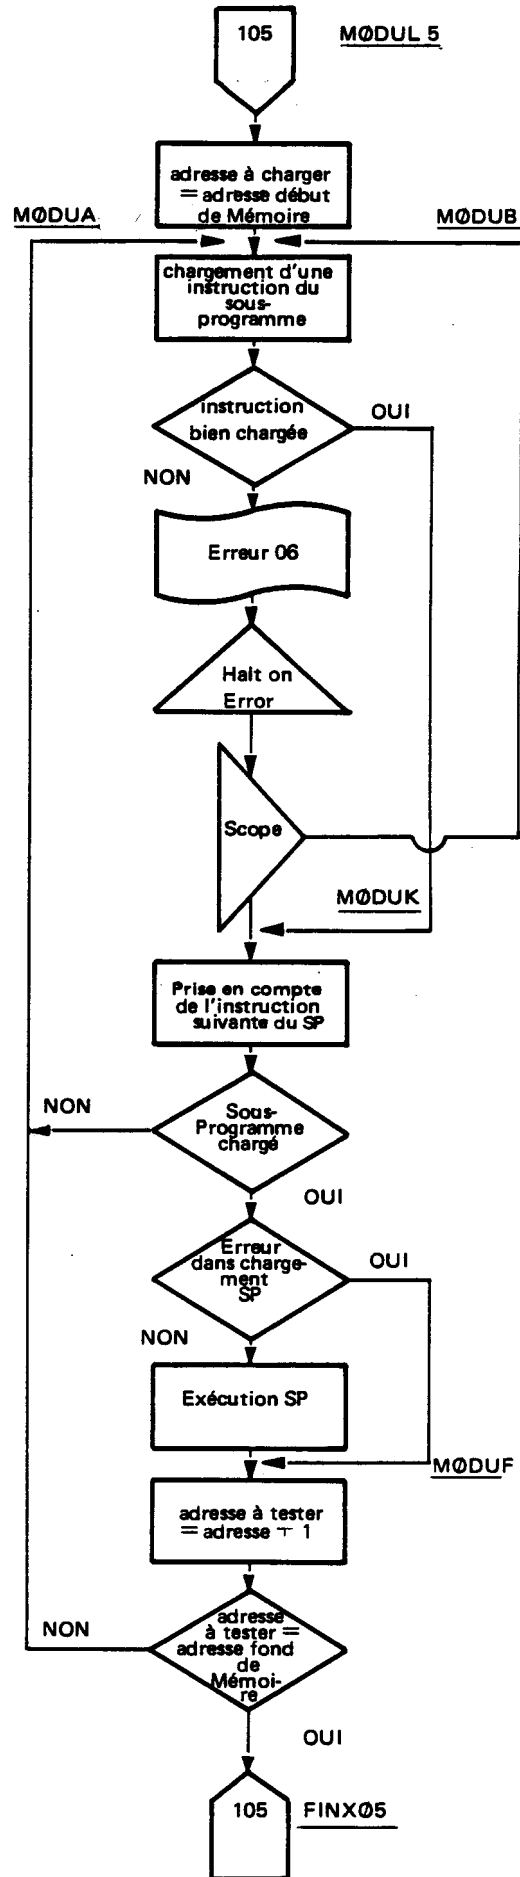 105
MØDUL 5
adresse à charger
= adresse début
de Mémoire
MØDUA
MØDUB
chargement d'une
instruction du
sous-
programme
instruction
bien chargée
OUI
NON
Erreur 06
Halt on
Error
Scope
MØDUK
Prise en compte
de l'instruction
suivante du SP
NON
Sous-
Programme
chargé
OUI
Erreur
dans charge-
ment
SP
OUI
NON
Exécution SP
MØDUF
adresse à tester
= adresse + 1
NON
adresse
à tester =
adresse fond
de
Mémoi-
re
OUI
105
FINXØ5